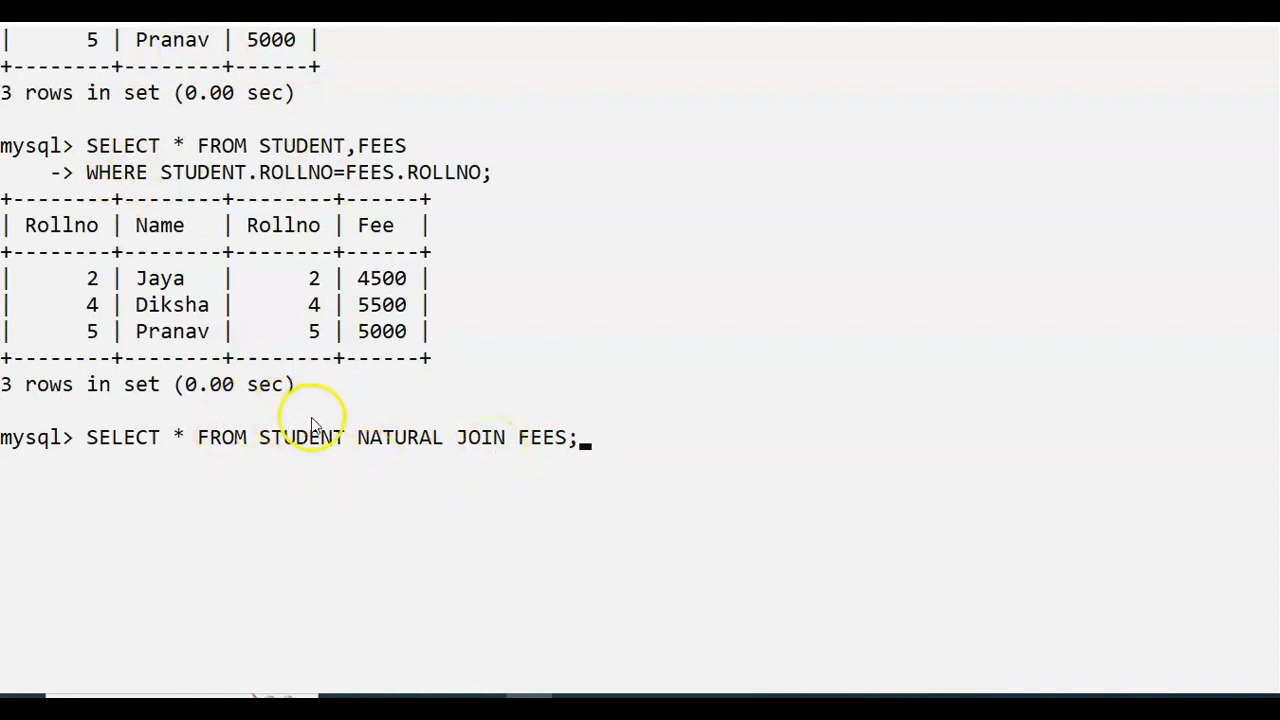 |      5 | Pranav | 5000 |
+--------+--------+------+
3 rows in set (0.00 sec)
mysql> SELECT * FROM STUDENT,FEES
    -> WHERE STUDENT.ROLLNO=FEES.ROLLNO;
+--------+--------+--------+------+
| Rollno | Name   | Rollno | Fee  |
+--------+--------+--------+------+
|      2 | Jaya   |      2 | 4500 |
|      4 | Diksha |      4 | 5500 |
|      5 | Pranav |      5 | 5000 |
+--------+--------+--------+------+
3 rows in set (0.00 sec)
mysql> SELECT * FROM STUDENT NATURAL JOIN FEES;